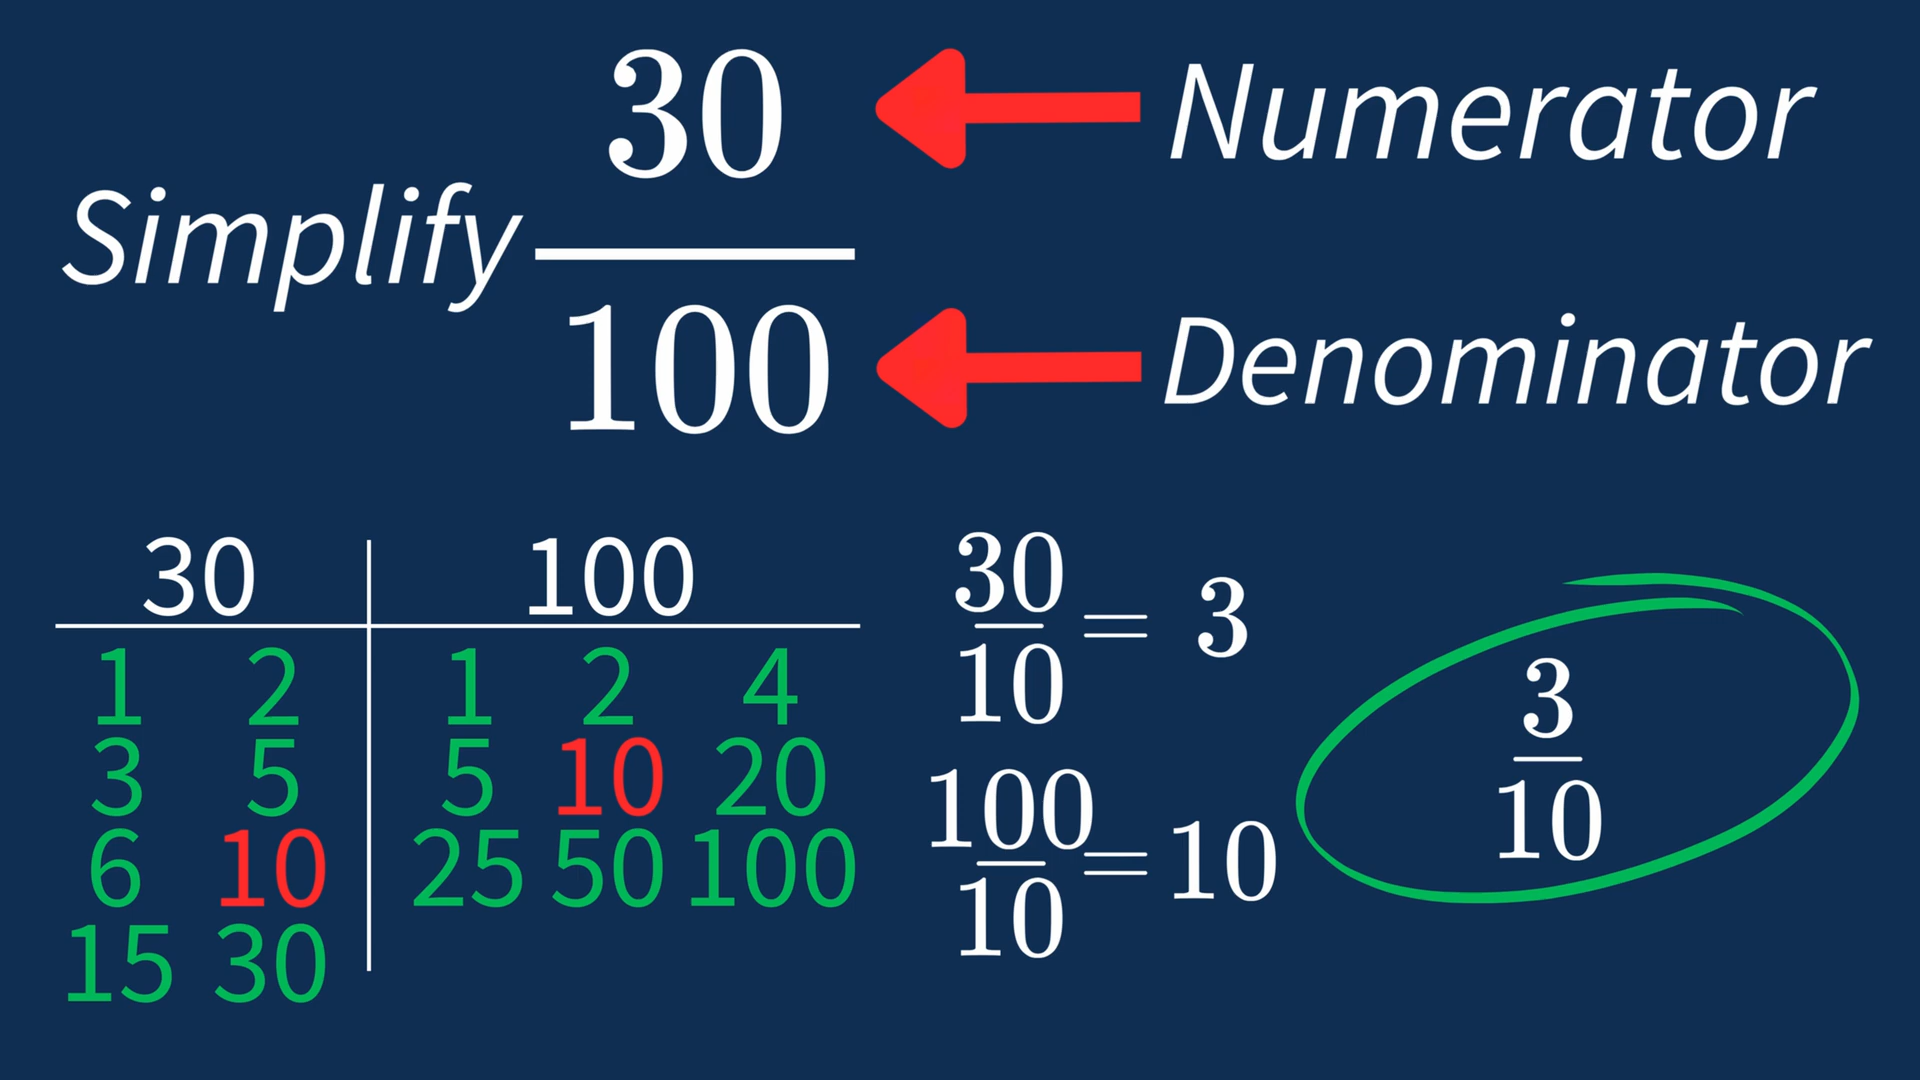 30 Numerator
Simplify
100 Denominator
30 100
1 2 1 2 4
3 5 5 10 20
6 10 25 50 100
15 30
30
10
= 3
100
10
= 10
3
10